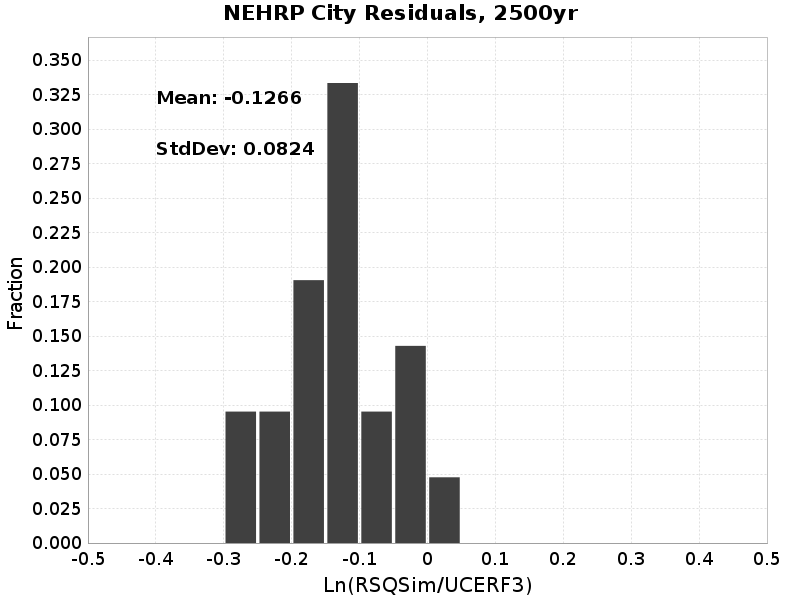 NEHRP City Residuals, 2500yr
0.350
0.325
0.300
0.275
0.250
0.225
0.200
0.175
0.150
0.125
0.100
0.075
0.050
0.025
0.000
Fraction
Mean: -0.1266
StdDev: 0.0824
-0.5 -0.4 -0.3 -0.2 -0.1 0 0.1 0.2 0.3 0.4 0.5
Ln(RSQSim/UCERF3)